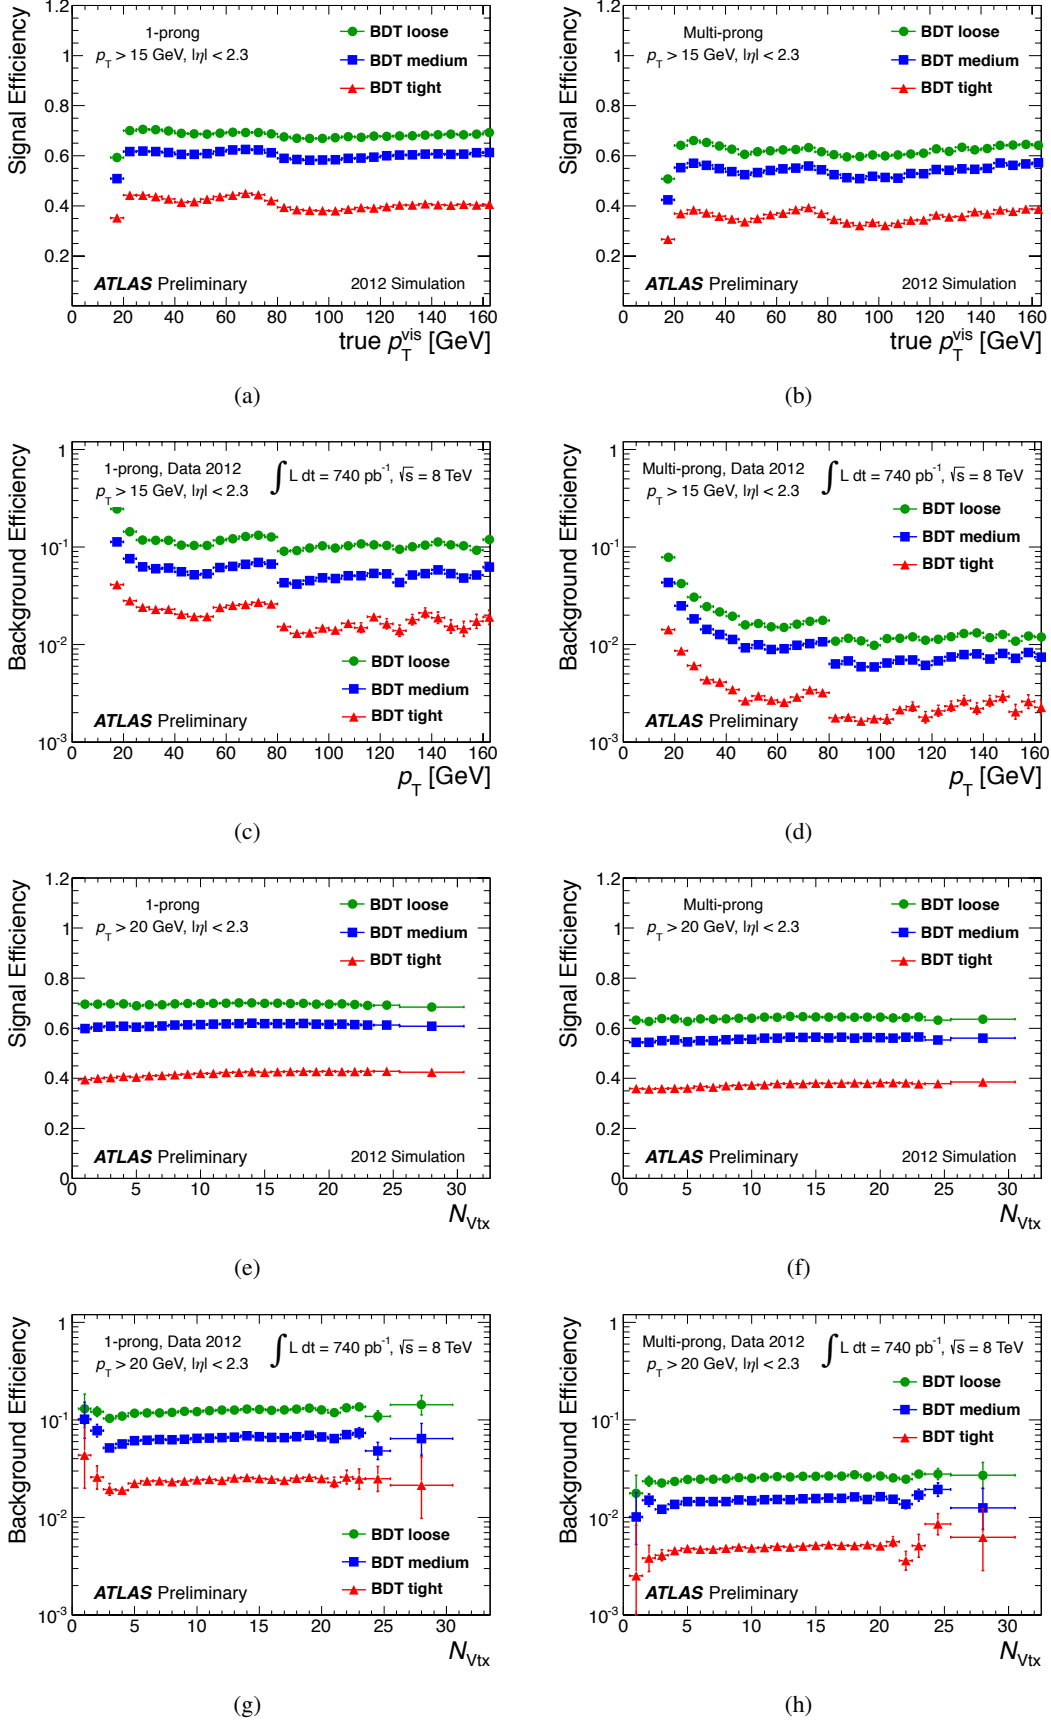 1.2
1
0.8
0.6
0.4
0.2
Signal Efficiency
1-prong
p_T > 15 GeV, |η| < 2.3
BDT loose
BDT medium
BDT tight
ATLAS Preliminary
2012 Simulation
0 20 40 60 80 100 120 140 160
true p_T^vis [GeV]
(a)
1.2
1
0.8
0.6
0.4
0.2
Signal Efficiency
Multi-prong
p_T > 15 GeV, |η| < 2.3
BDT loose
BDT medium
BDT tight
ATLAS Preliminary
2012 Simulation
0 20 40 60 80 100 120 140 160
true p_T^vis [GeV]
(b)
1
10^-1
10^-2
10^-3
Background Efficiency
1-prong, Data 2012
p_T > 15 GeV, |η| < 2.3
∫ L dt = 740 pb^-1, √s = 8 TeV
BDT loose
BDT medium
BDT tight
ATLAS Preliminary
0 20 40 60 80 100 120 140 160
p_T [GeV]
(c)
1
10^-1
10^-2
10^-3
Background Efficiency
Multi-prong, Data 2012
p_T > 15 GeV, |η| < 2.3
∫ L dt = 740 pb^-1, √s = 8 TeV
BDT loose
BDT medium
BDT tight
ATLAS Preliminary
0 20 40 60 80 100 120 140 160
p_T [GeV]
(d)
1.2
1
0.8
0.6
0.4
0.2
0
Signal Efficiency
1-prong
p_T > 20 GeV, |η| < 2.3
BDT loose
BDT medium
BDT tight
ATLAS Preliminary
2012 Simulation
0 5 10 15 20 25 30
N_Vtx
(e)
1.2
1
0.8
0.6
0.4
0.2
0
Signal Efficiency
Multi-prong
p_T > 20 GeV, |η| < 2.3
BDT loose
BDT medium
BDT tight
ATLAS Preliminary
2012 Simulation
0 5 10 15 20 25 30
N_Vtx
(f)
1
10^-1
10^-2
10^-3
Background Efficiency
1-prong, Data 2012
p_T > 20 GeV, |η| < 2.3
∫ L dt = 740 pb^-1, √s = 8 TeV
BDT loose
BDT medium
BDT tight
ATLAS Preliminary
0 5 10 15 20 25 30
N_Vtx
(g)
1
10^-1
10^-2
10^-3
Background Efficiency
Multi-prong, Data 2012
p_T > 20 GeV, |η| < 2.3
∫ L dt = 740 pb^-1, √s = 8 TeV
BDT loose
BDT medium
BDT tight
ATLAS Preliminary
0 5 10 15 20 25 30
N_Vtx
(h)